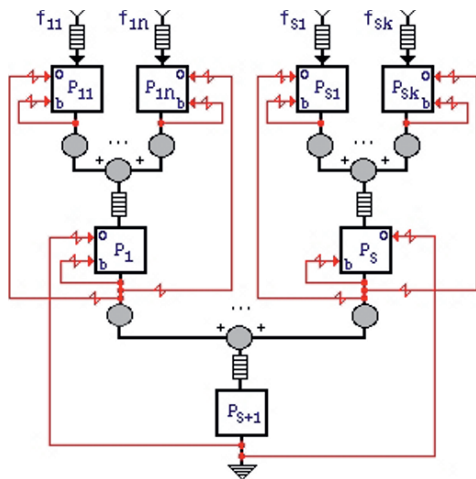 f11 f1n fS1 fSk
P11 o b P1n o b PS1 o b PSk o b
... ...
+ + + +
P1 o b PS o b
...
+ +
PS+1